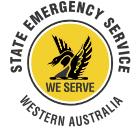 STATE EMERGENCY SERVICE
WE SERVE
WESTERN AUSTRALIA